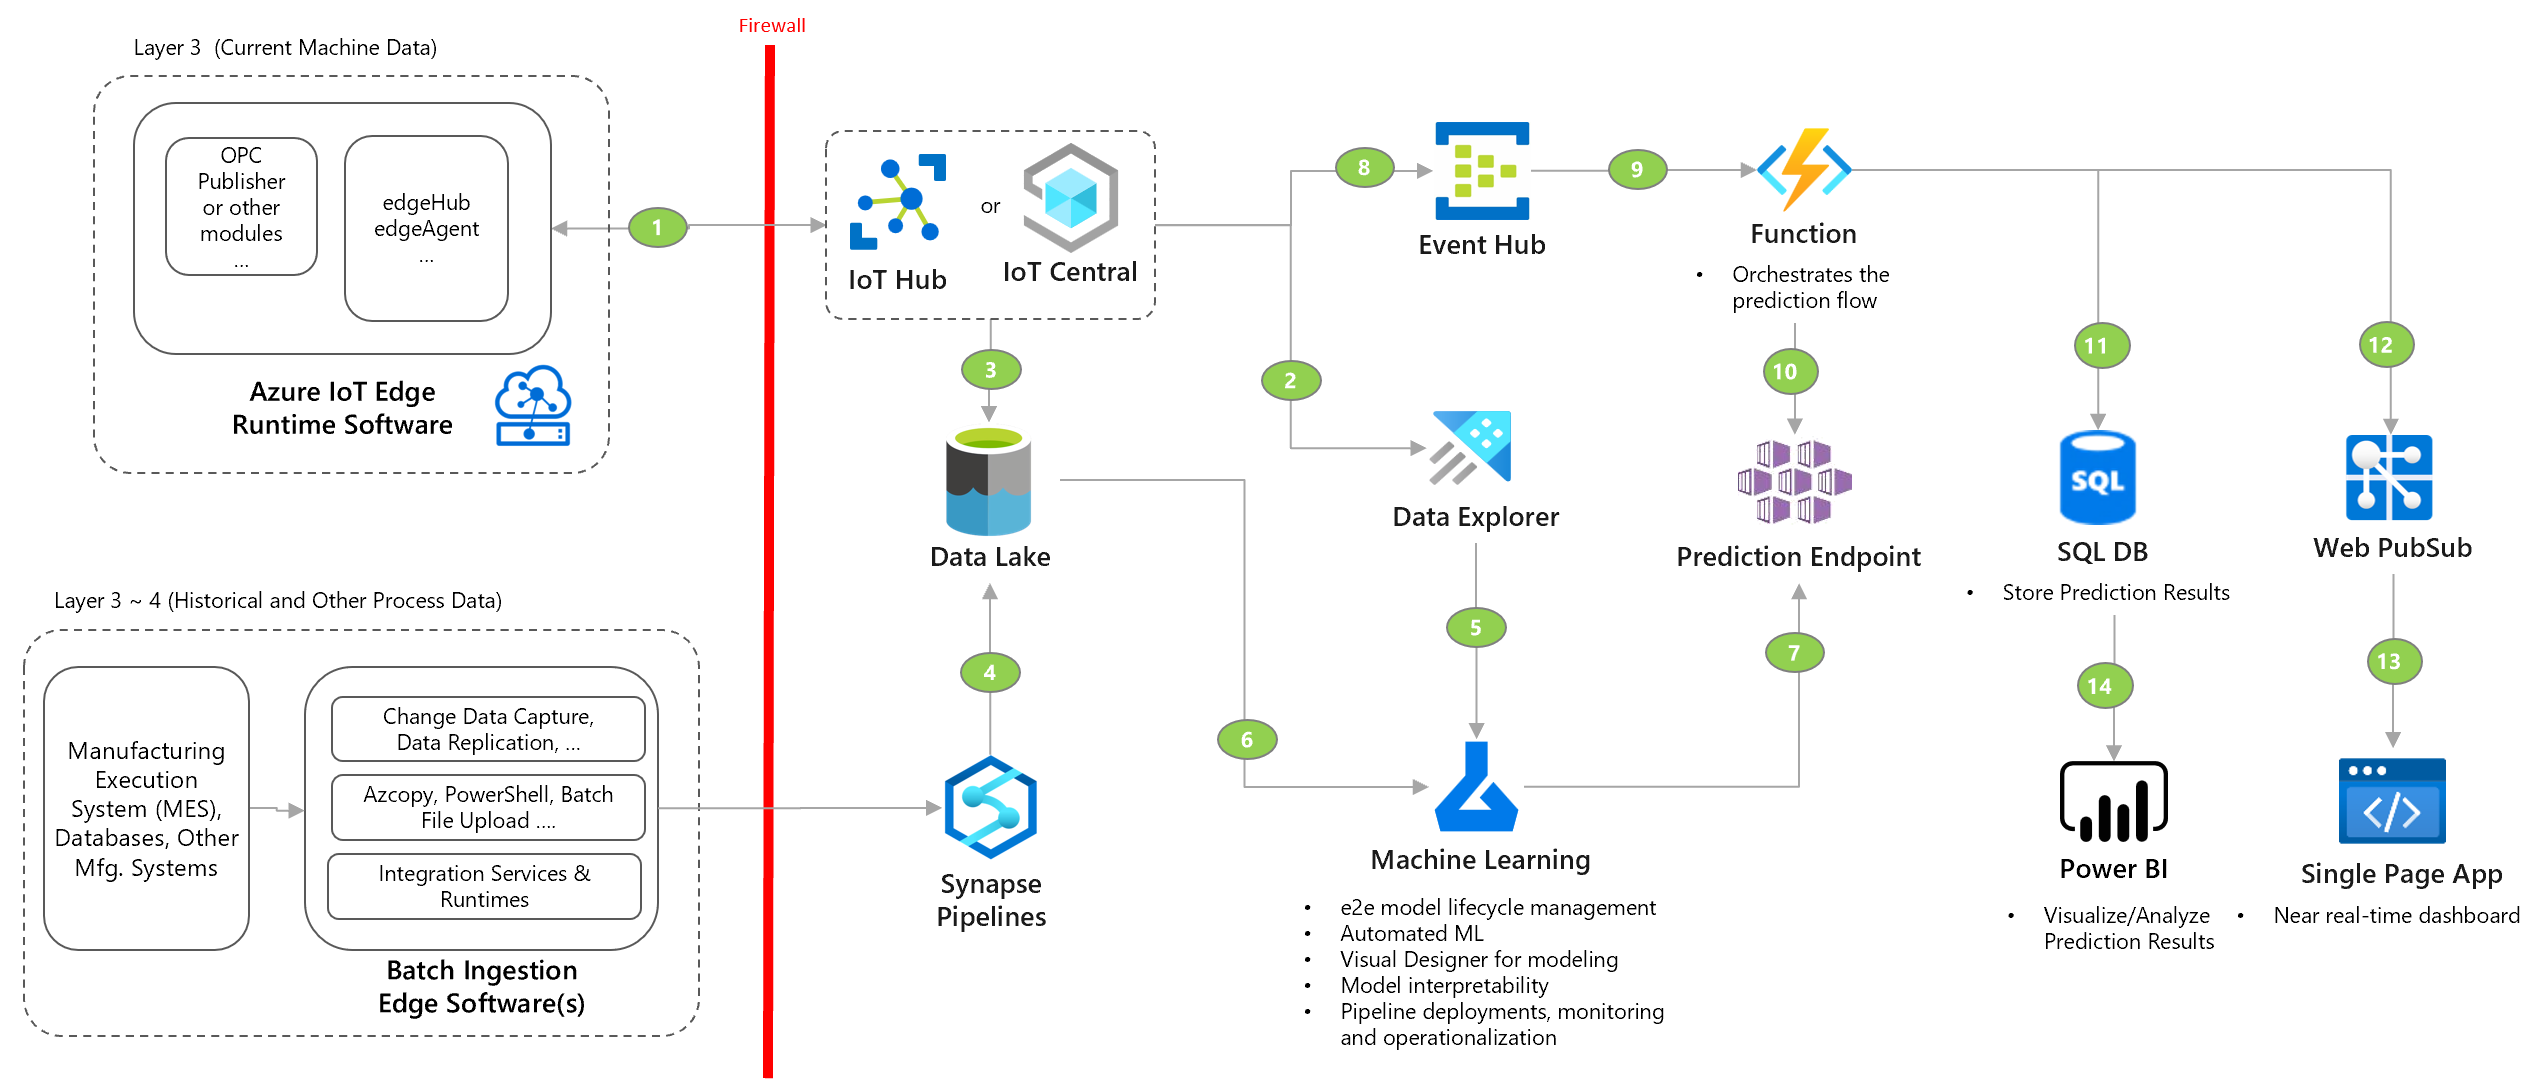 Firewall
Layer 3  (Current Machine Data)
OPC
Publisher
or other
modules
...
edgeHub
edgeAgent
...
Azure IoT Edge
Runtime Software
1
IoT Hub
or
IoT Central
8
Event Hub
9
Function
• Orchestrates the
prediction flow
3
2
10
11
12
Data Lake
Data Explorer
Prediction Endpoint
SQL
SQL DB
• Store Prediction Results
Web PubSub
Layer 3 ~ 4 (Historical and Other Process Data)
Manufacturing
Execution
System (MES),
Databases, Other
Mfg. Systems
Change Data Capture,
Data Replication, ...
Azcopy, PowerShell, Batch
File Upload ....
Integration Services &
Runtimes
Batch Ingestion
Edge Software(s)
4
5
6
7
14
13
Synapse
Pipelines
Machine Learning
• e2e model lifecycle management
• Automated ML
• Visual Designer for modeling
• Model interpretability
• Pipeline deployments, monitoring
and operationalization
Power BI
• Visualize/Analyze
Prediction Results
Single Page App
• Near real-time dashboard